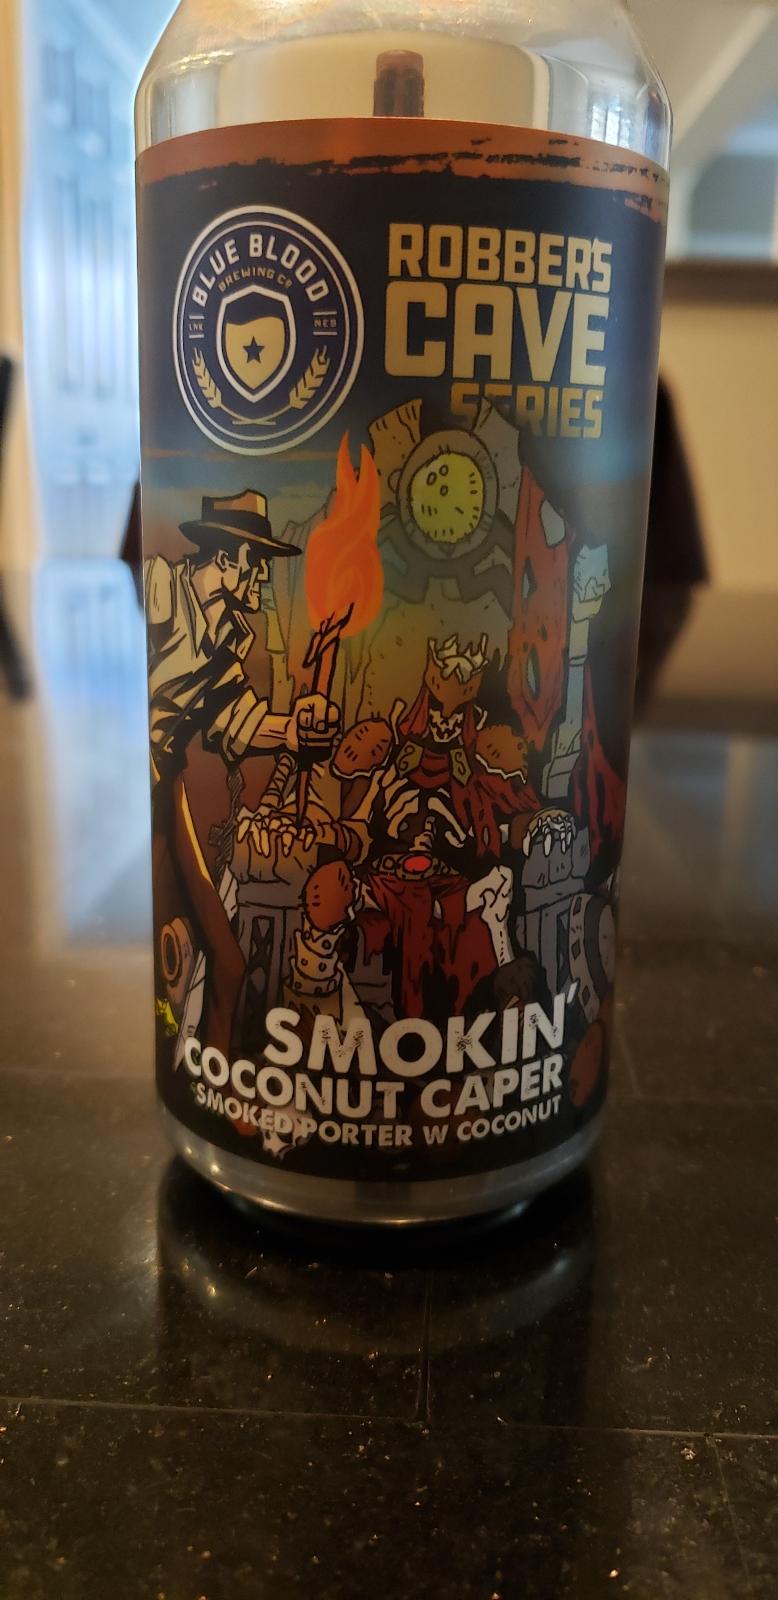 BLUE BLOOD
BREWING CO
LNK
NEB
ROBBER'S
CAVE
SERIES
SMOKIN'
COCONUT CAPER
SMOKED PORTER W COCONUT